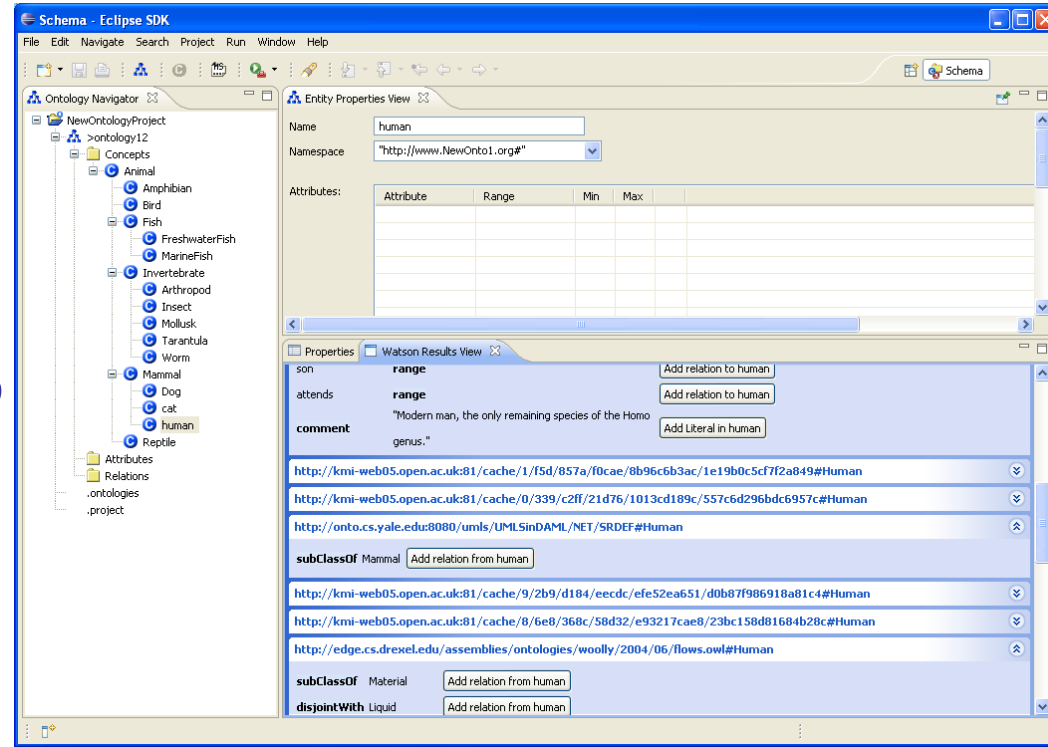 Schema - Eclipse SDK
File Edit Navigate Search Project Run Window Help
Schema
Ontology Navigator
NewOntologyProject
>ontology12
Concepts
Animal
Amphibian
Bird
Fish
FreshwaterFish
MarineFish
Invertebrate
Arthropod
Insect
Mollusk
Tarantula
Worm
Mammal
Dog
cat
human
Reptile
Attributes
Relations
.ontologies
.project
Entity Properties View
Name human
Namespace "http://www.NewOnto1.org#"
Attributes:
Attribute Range Min Max
Properties Watson Results View
son range Add relation to human
attends range Add relation to human
comment "Modern man, the only remaining species of the Homo genus." Add Literal in human
http://kmi-web05.open.ac.uk:81/cache/1/f5d/857a/f0cae/8b96c6b3ac/1e19b0c5cf7f2a849#Human
http://kmi-web05.open.ac.uk:81/cache/0/339/c2ff/21d76/1013cd189c/557c6d296bdc6957c#Human
http://onto.cs.yale.edu:8080/umls/UMLSinDAML/NET/SRDEF#Human
subClassOf Mammal Add relation from human
http://kmi-web05.open.ac.uk:81/cache/9/2b9/d184/eecdc/efe52ea651/d0b87f986918a81c4#Human
http://kmi-web05.open.ac.uk:81/cache/8/6e8/368c/58d32/e93217cae8/23bc158d81684b28c#Human
http://edge.cs.drexel.edu/assemblies/ontologies/woolly/2004/06/flows.owl#Human
subClassOf Material Add relation from human
disjointWith Liquid Add relation from human